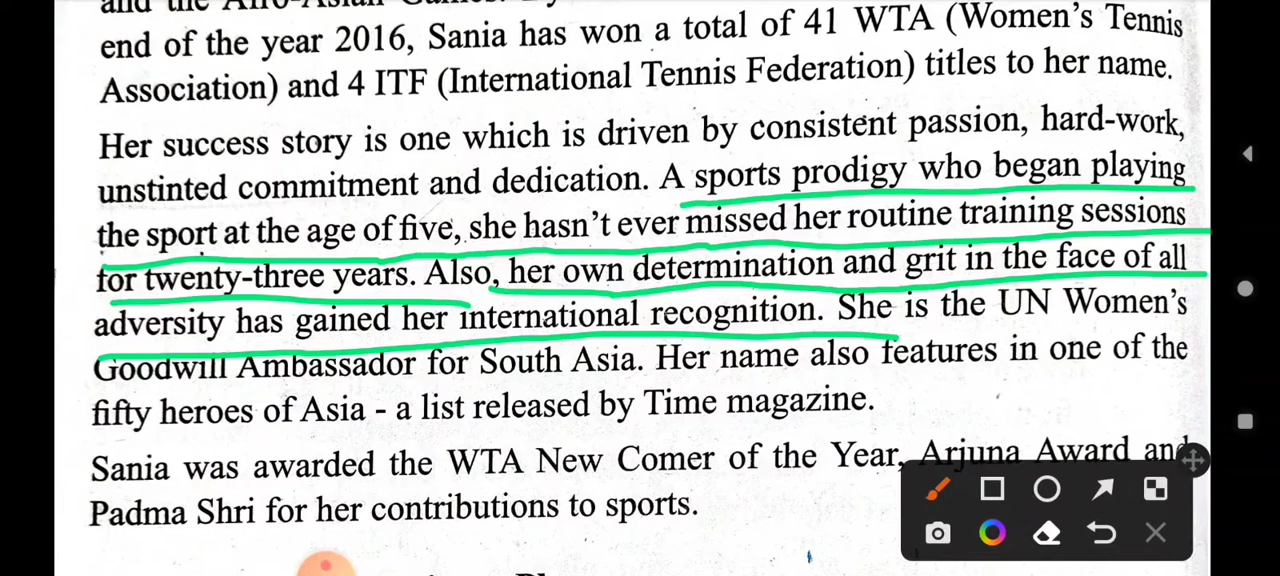 and the Afro-Asian Games. By
end of the year 2016, Sania has won a total of 41 WTA (Women's Tennis
Association) and 4 ITF (International Tennis Federation) titles to her name.
Her success story is one which is driven by consistent passion, hard-work,
unstinted commitment and dedication. A sports prodigy who began playing
the sport at the age of five, she hasn't ever missed her routine training sessions
for twenty-three years. Also, her own determination and grit in the face of all
adversity has gained her international recognition. She is the UN Women's
Goodwill Ambassador for South Asia. Her name also features in one of the
fifty heroes of Asia - a list released by Time magazine.
Sania was awarded the WTA New Comer of the Year, Arjuna Award and
Padma Shri for her contributions to sports.